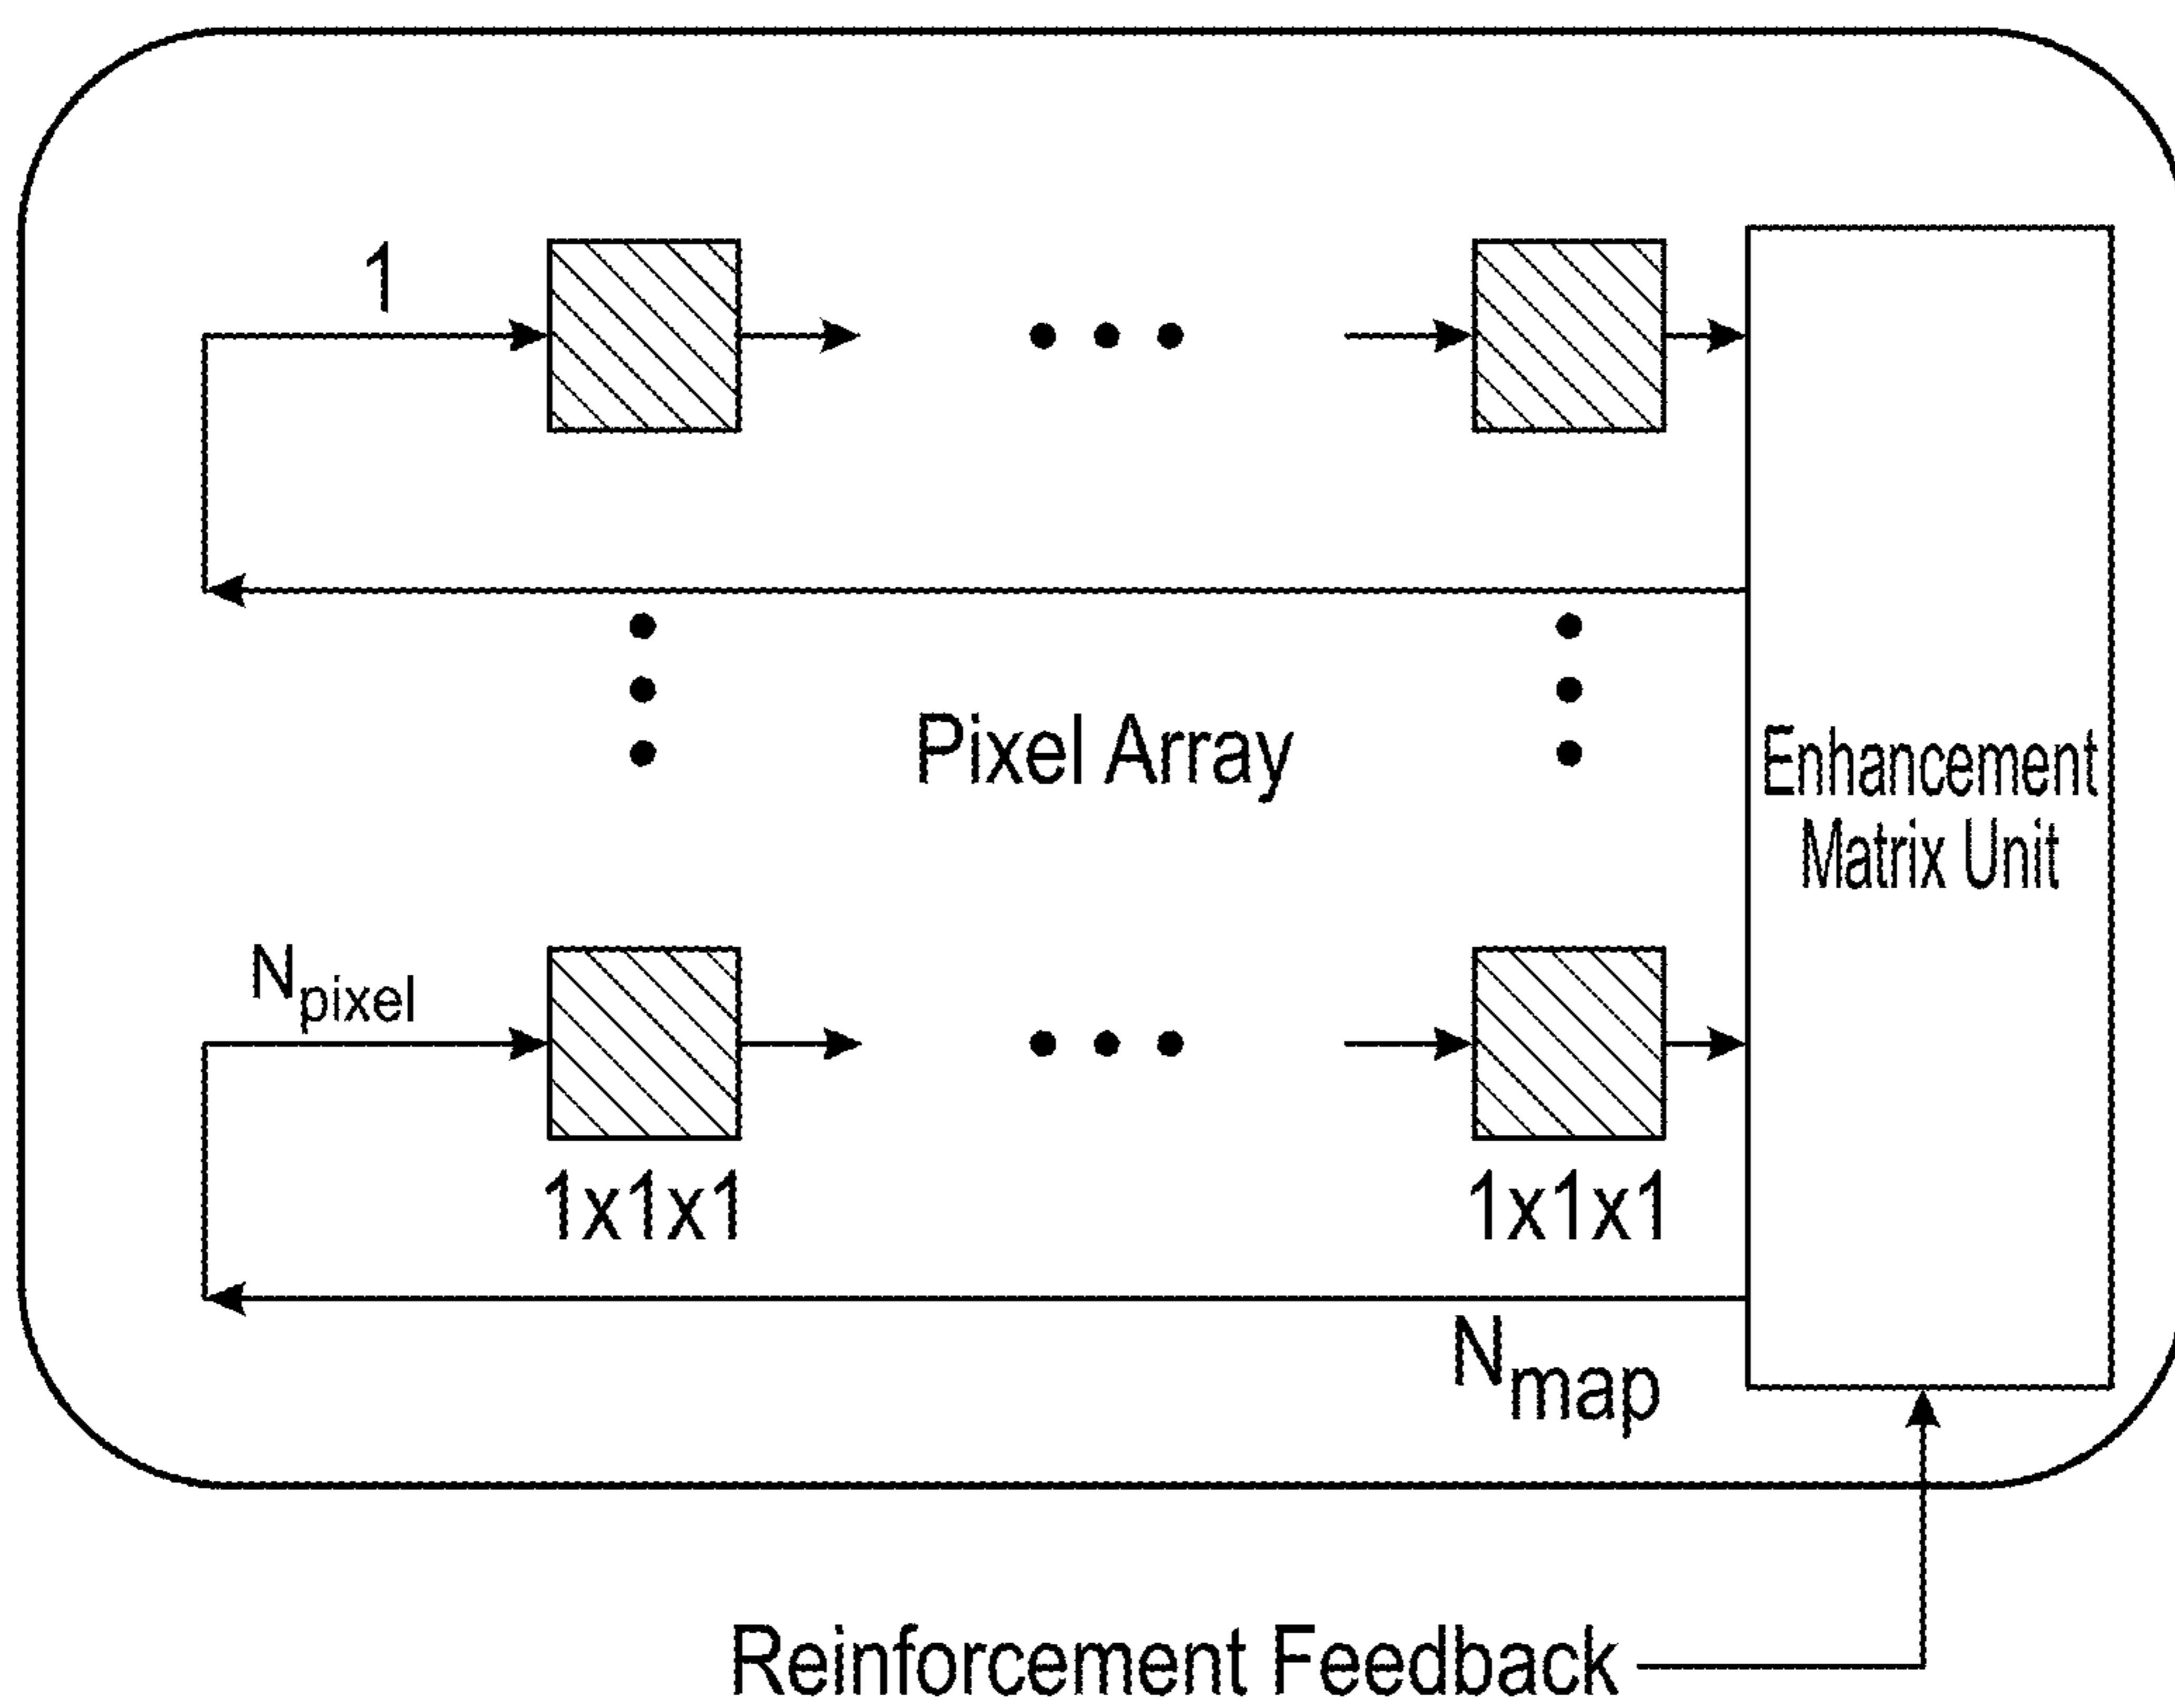 1
Pixel Array
Enhancement
Matrix Unit
Npixel
1x1x1
1x1x1
Nmap
Reinforcement Feedback